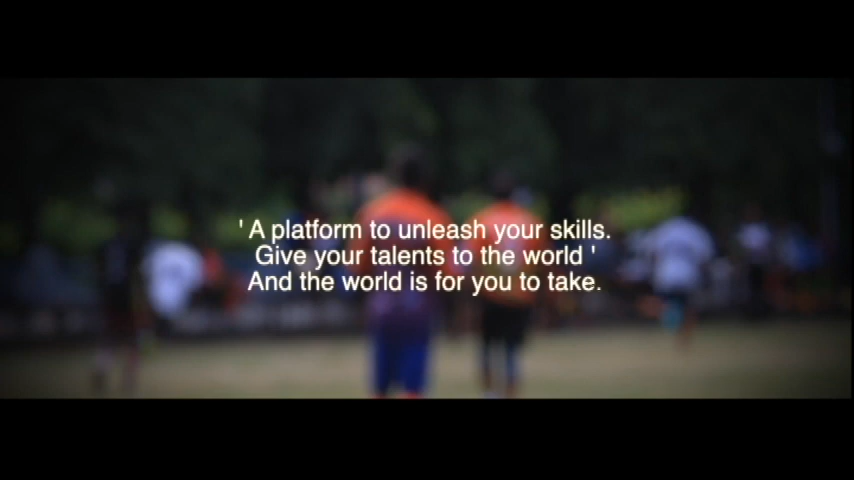 ' A platform to unleash your skills.
Give your talents to the world '
And the world is for you to take.